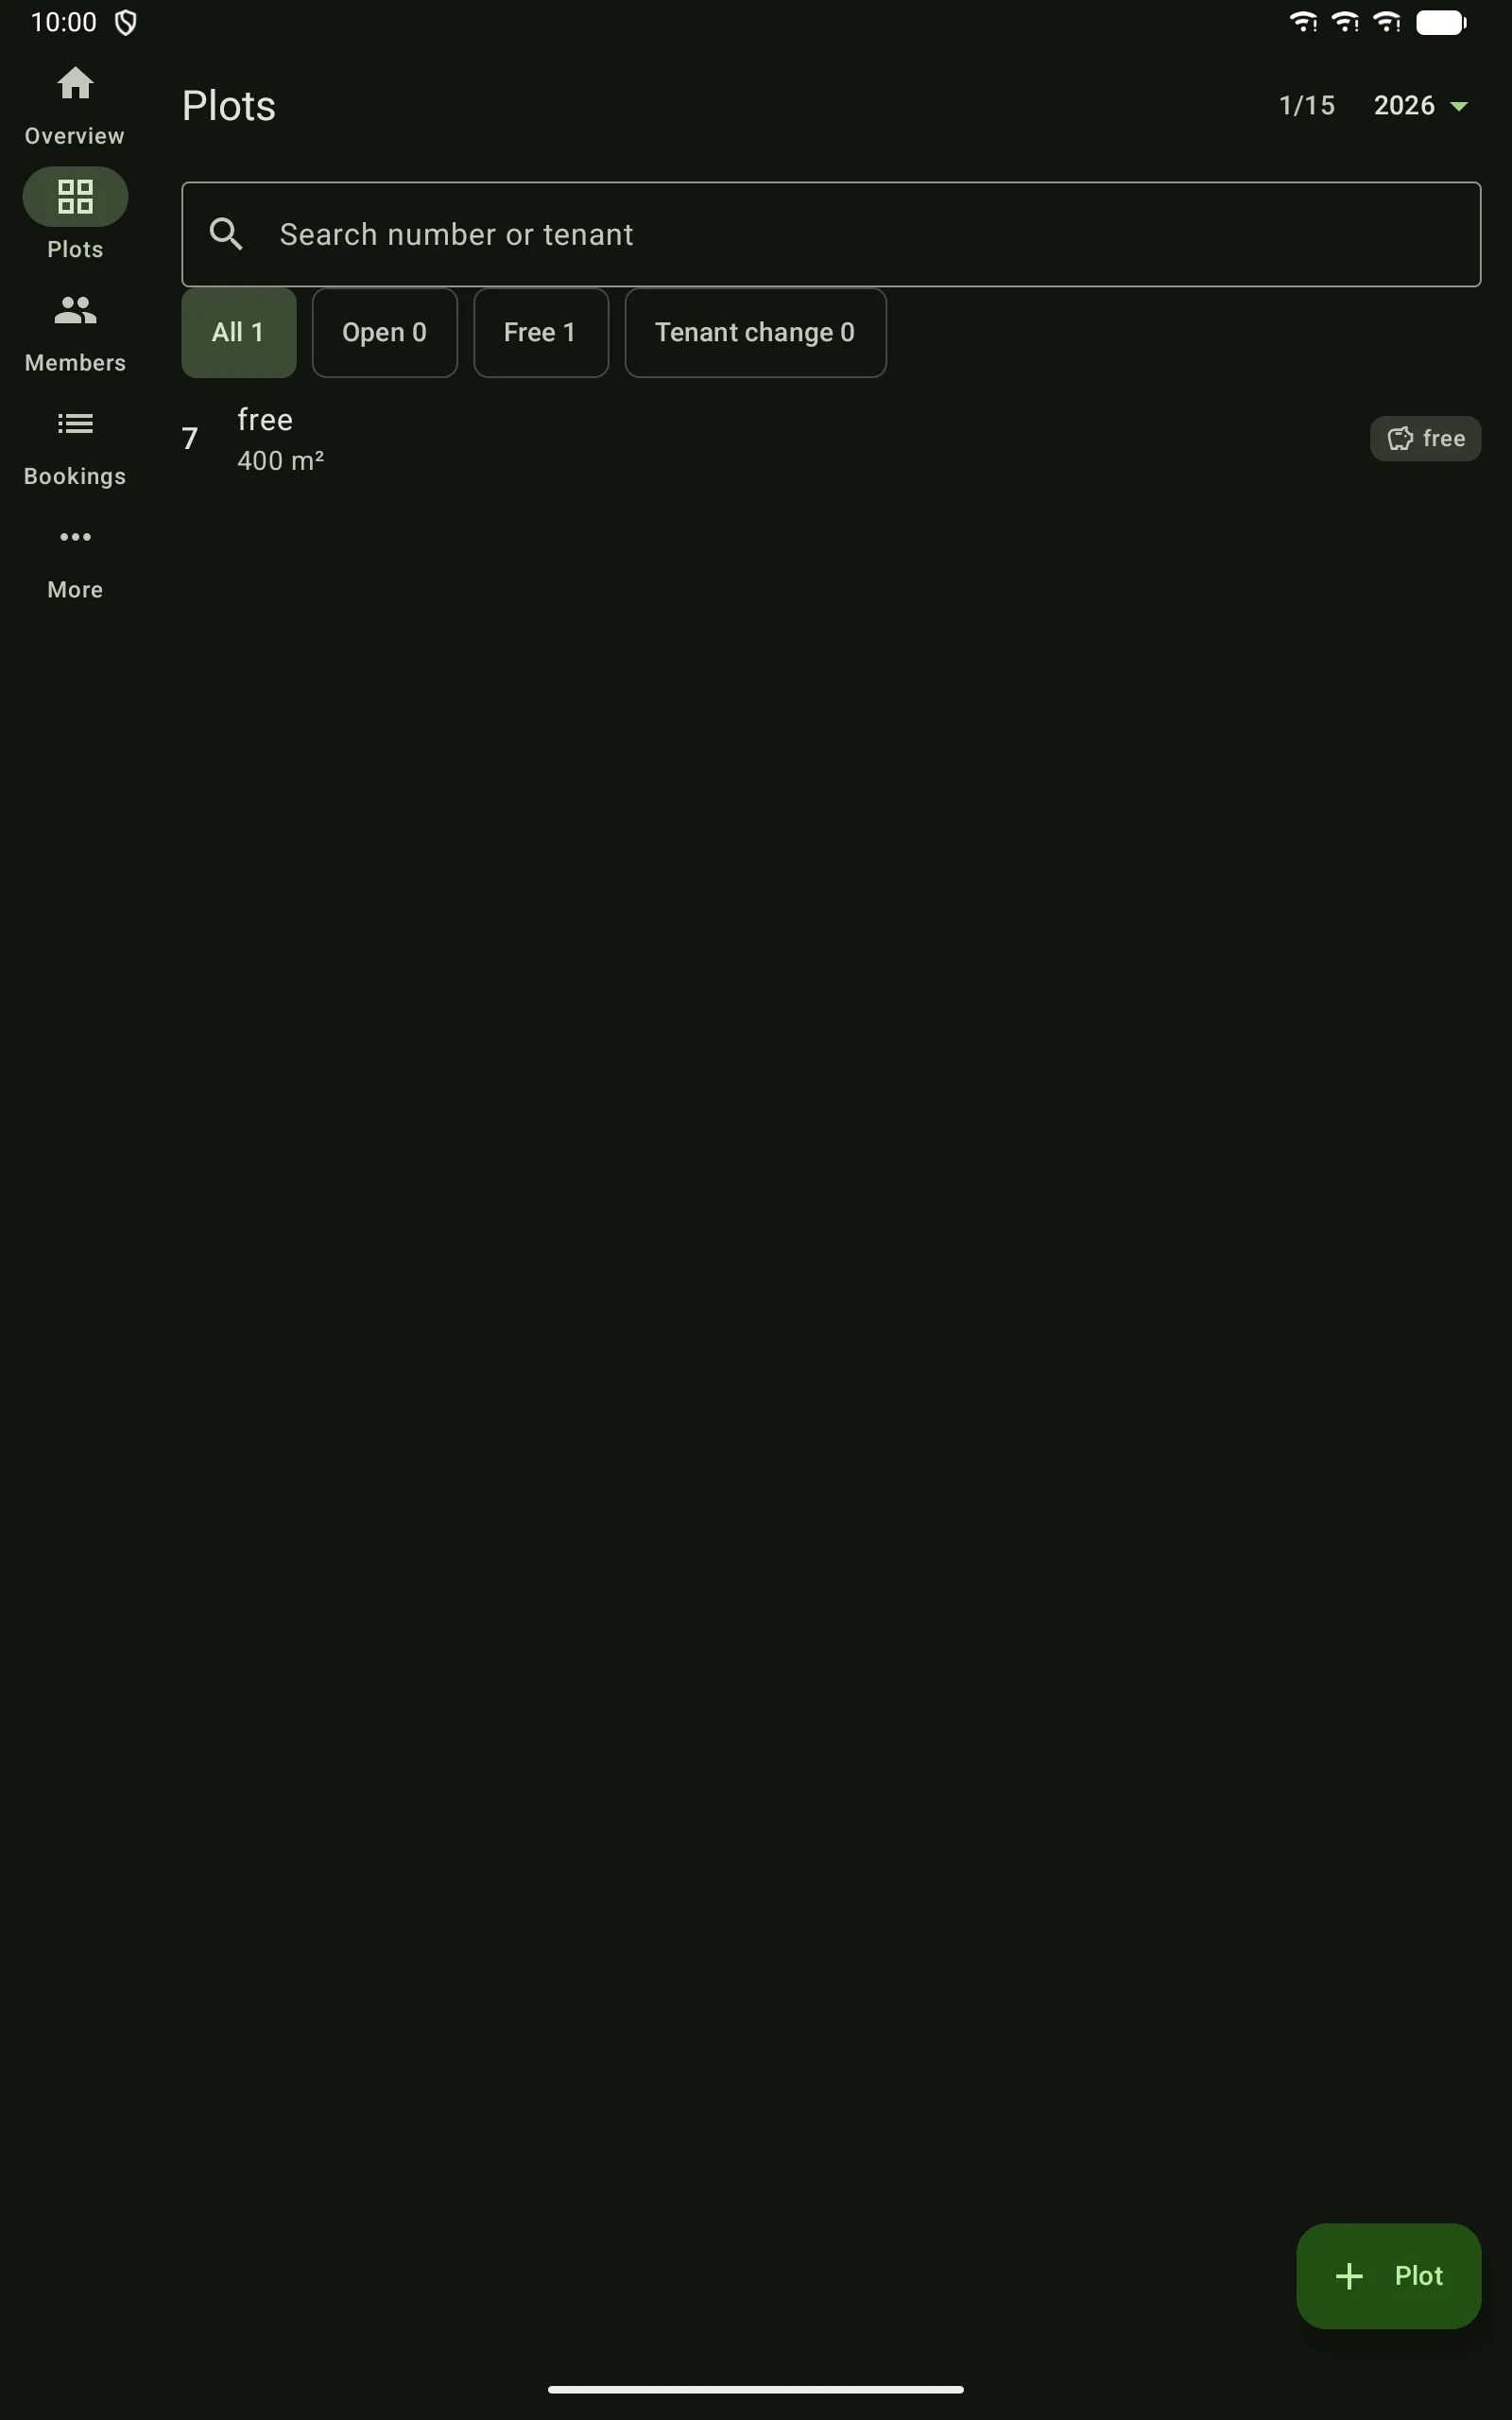 10:00
Overview
Plots
Members
Bookings
More
Plots
1/15 2026
Search number or tenant
All 1 Open 0 Free 1 Tenant change 0
7 free
400 m²
free
Plot